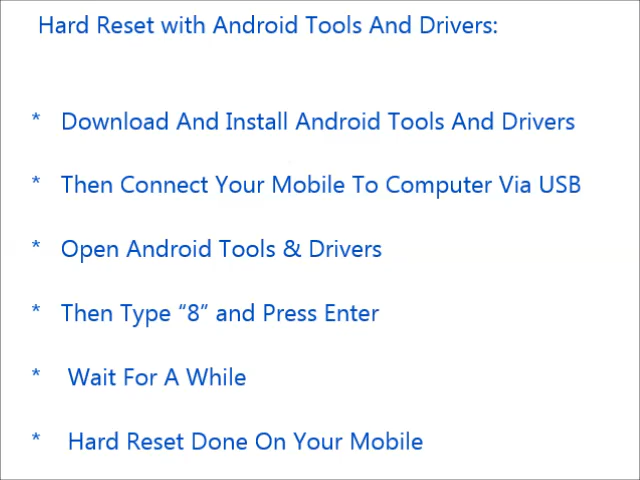 Hard Reset with Android Tools And Drivers:
* Download And Install Android Tools And Drivers
* Then Connect Your Mobile To Computer Via USB
* Open Android Tools & Drivers
* Then Type “8” and Press Enter
* Wait For A While
* Hard Reset Done On Your Mobile